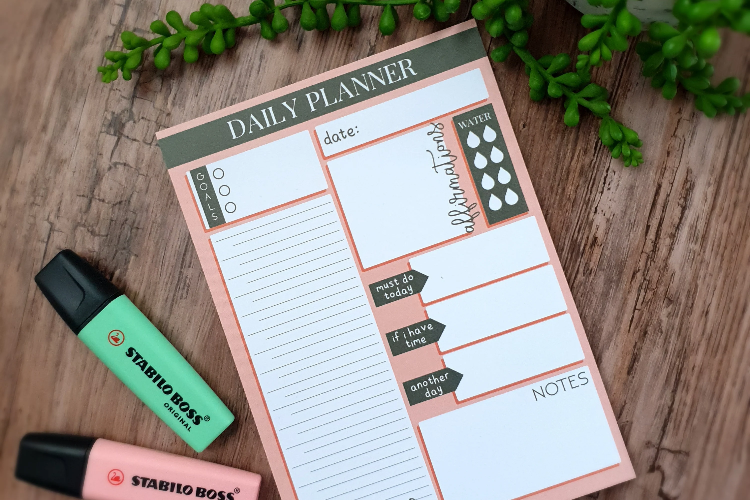 DAILY PLANNER
date:
GOALS
affirmations
WATER
must do
today
if i have
time
another
day
NOTES
STABILO BOSS®
ORIGINAL
STABILO BOSS®